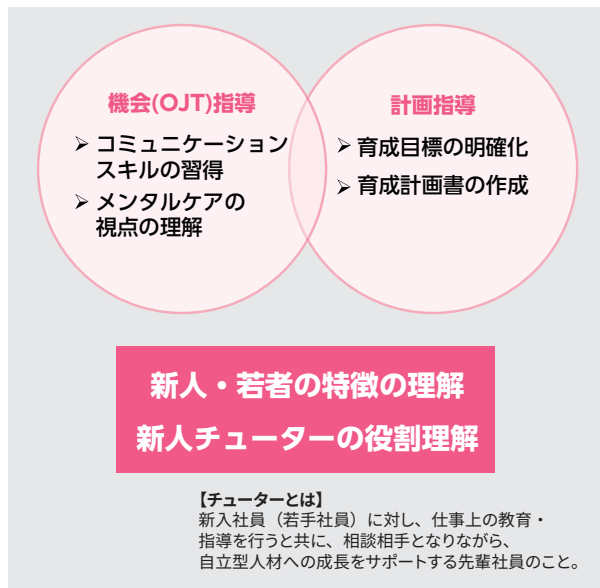 機会(OJT)指導
➢ コミュニケーション
スキルの習得
➢ メンタルケアの
視点の理解
計画指導
➢ 育成目標の明確化
➢ 育成計画書の作成
新人・若者の特徴の理解
新人チューターの役割理解
【チューターとは】
新入社員（若手社員）に対し、仕事上の教育・
指導を行うと共に、相談相手となりながら、
自立型人材への成長をサポートする先輩社員のこと。